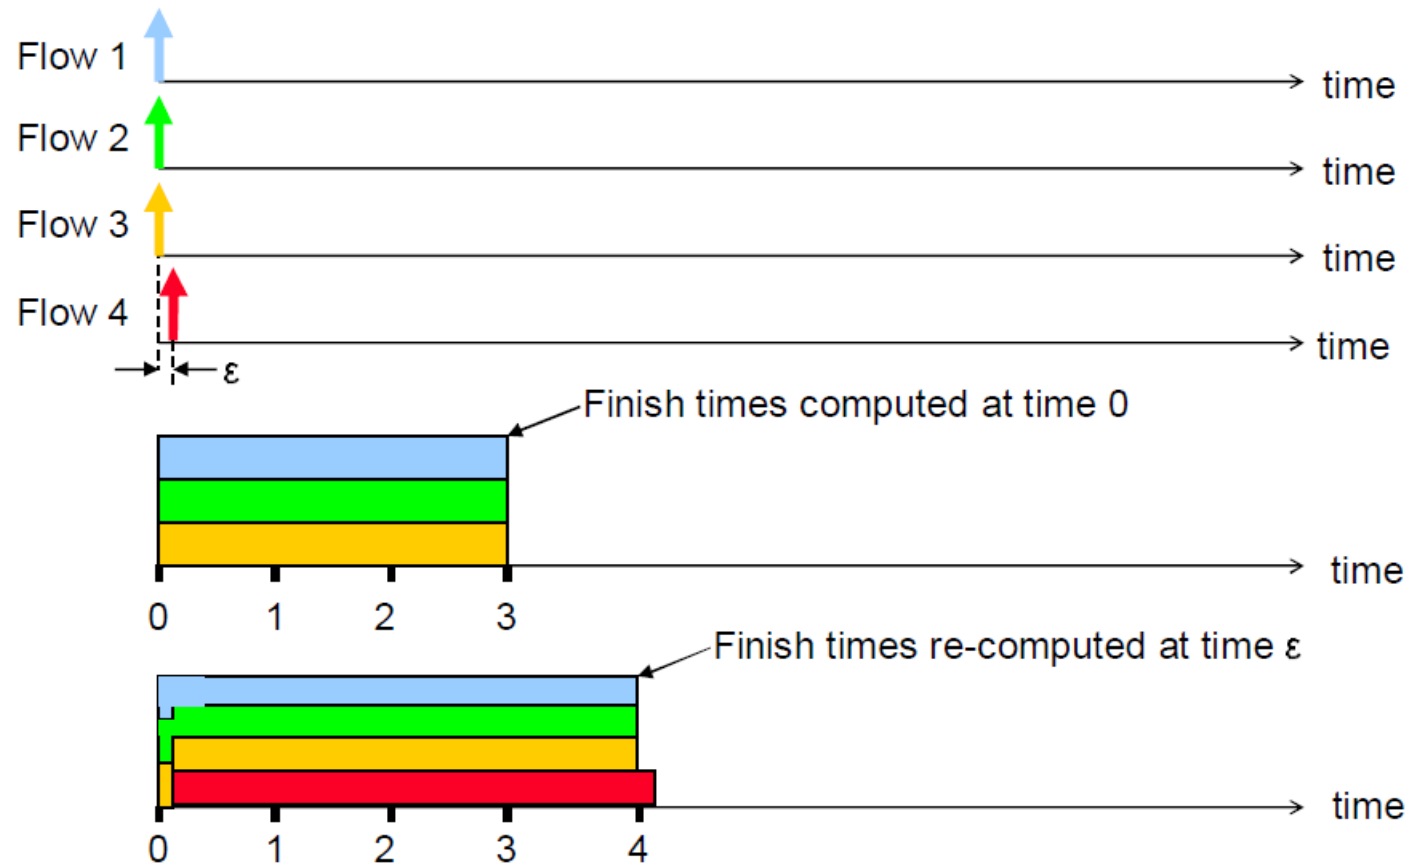 Flow 1
time
Flow 2
time
Flow 3
time
Flow 4
time
ε
Finish times computed at time 0
time
0 1 2 3
Finish times re-computed at time ε
time
0 1 2 3 4